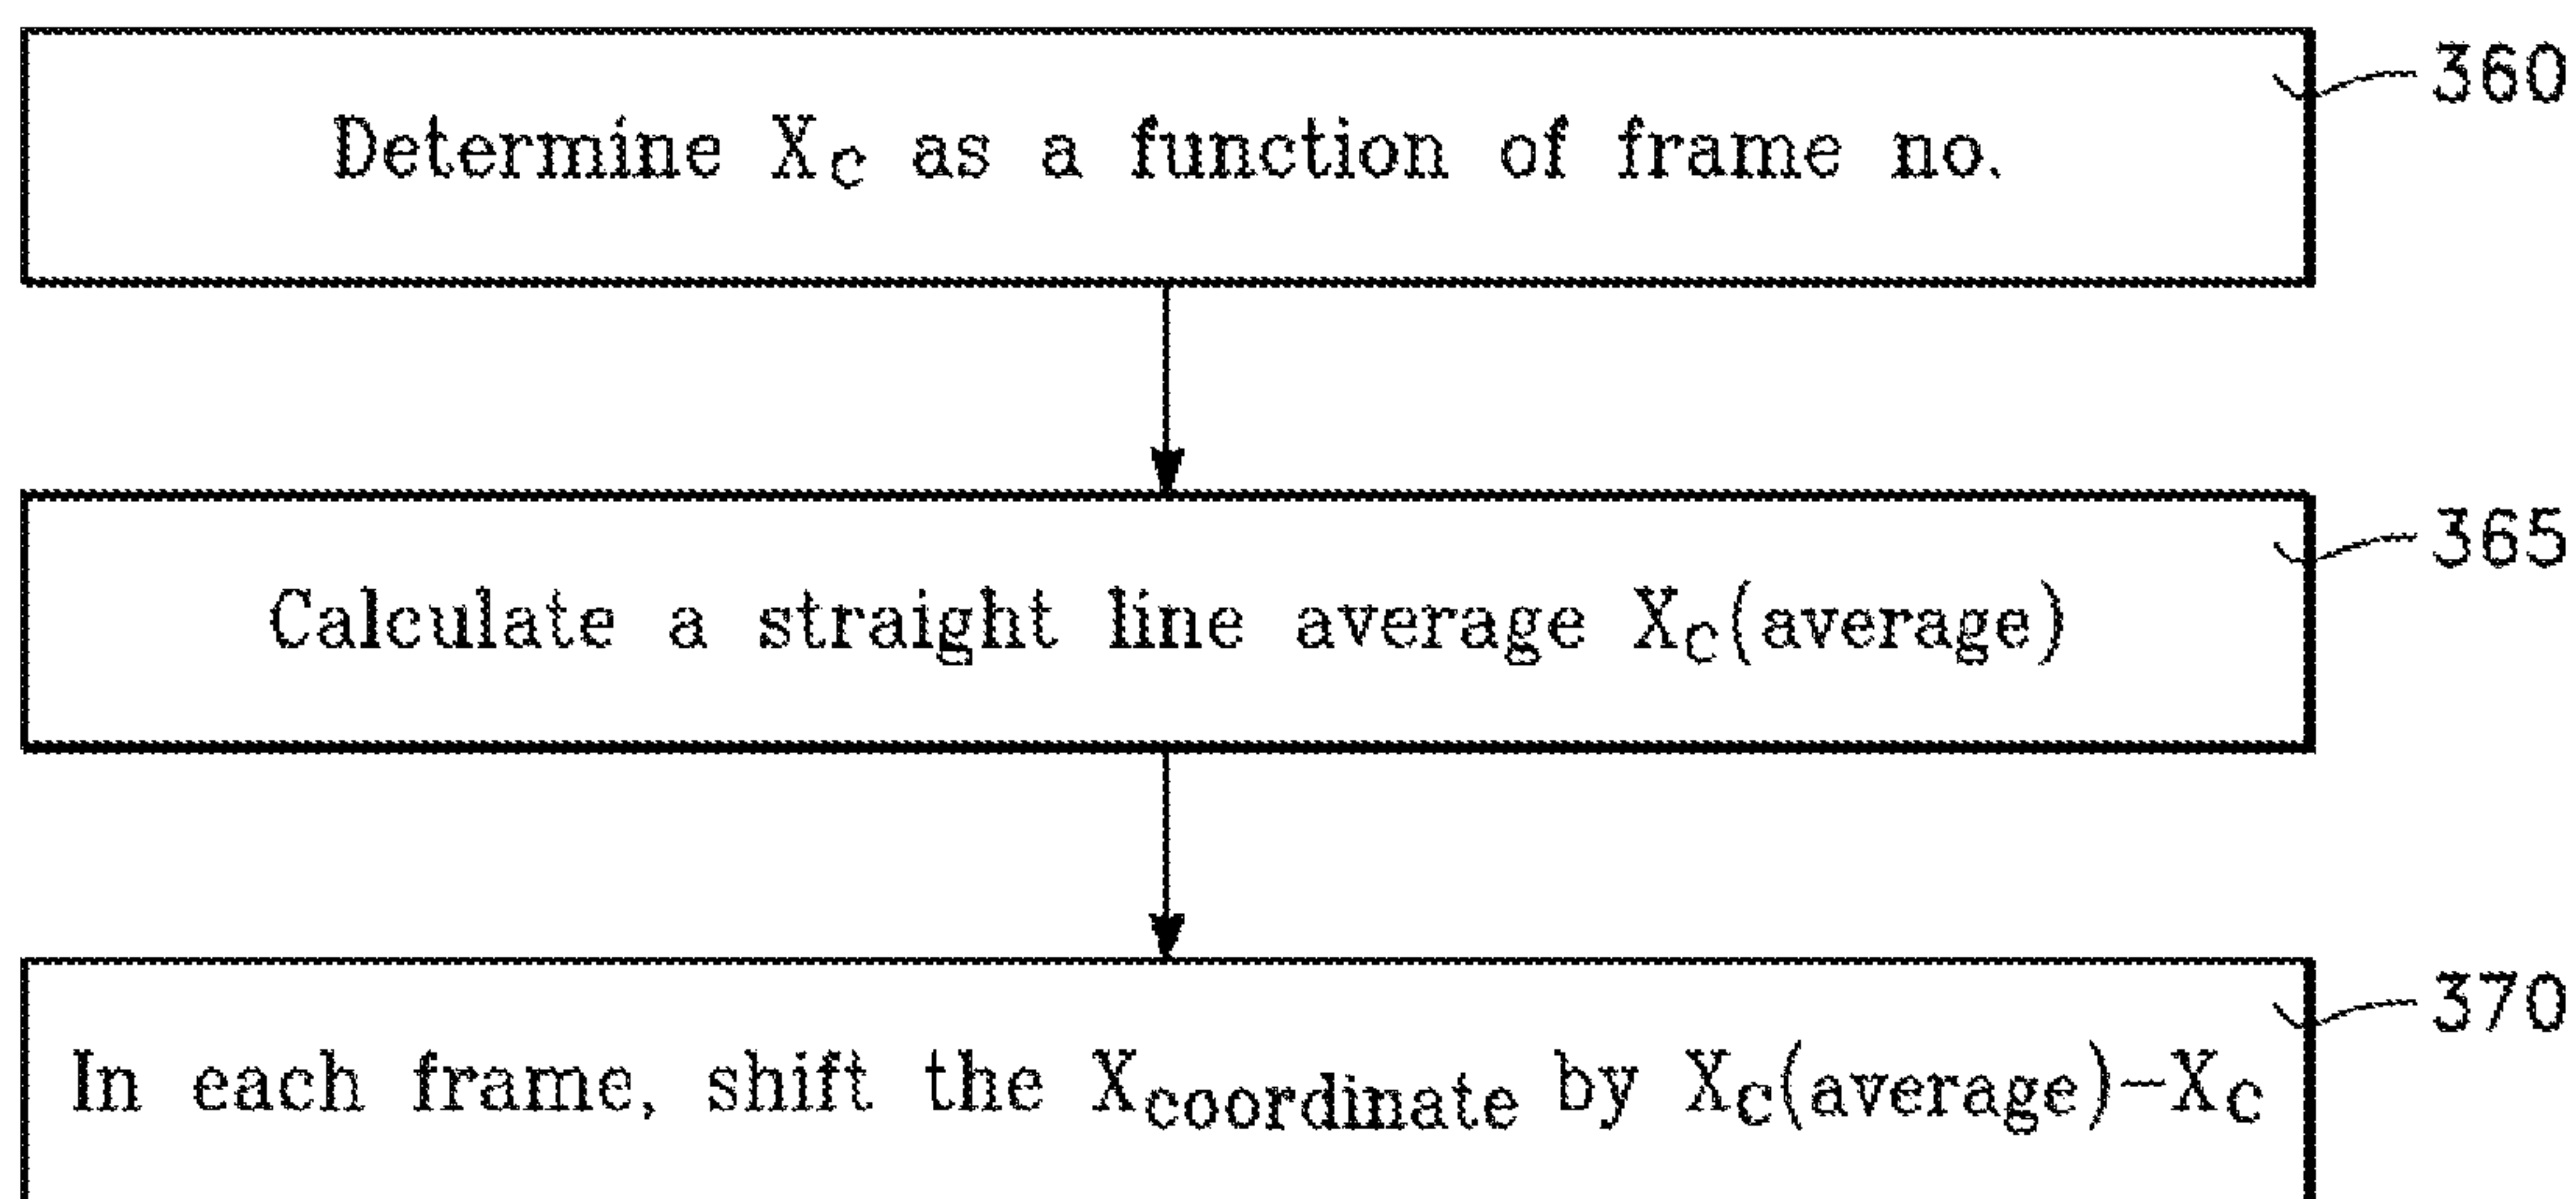 360
Determine Xc as a function of frame no.
365
Calculate a straight line average Xc(average)
370
In each frame, shift the Xcoordinate by Xc(average)-Xc